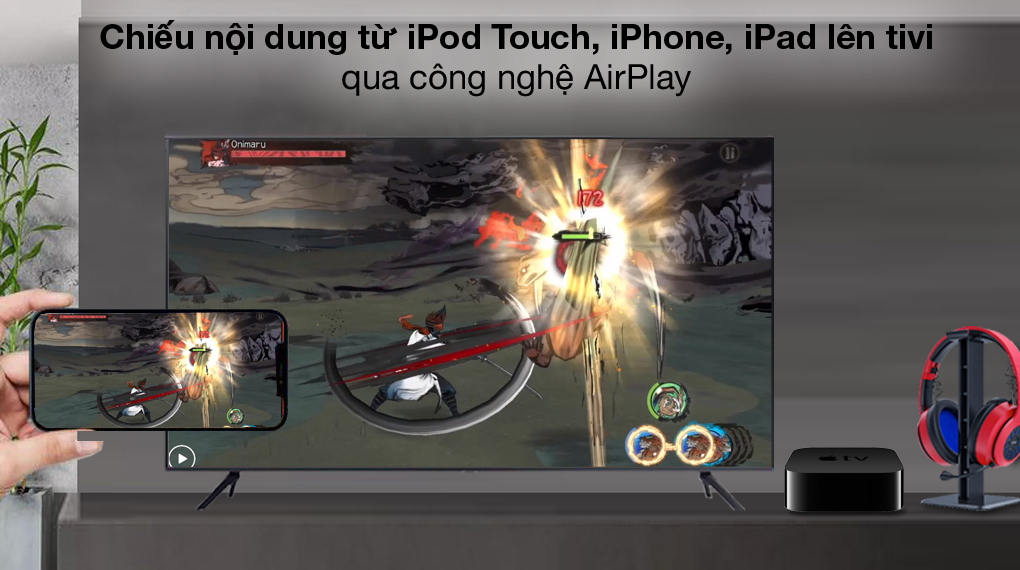 Chiếu nội dung từ iPod Touch, iPhone, iPad lên tivi
qua công nghệ AirPlay
Onimaru
172
tv